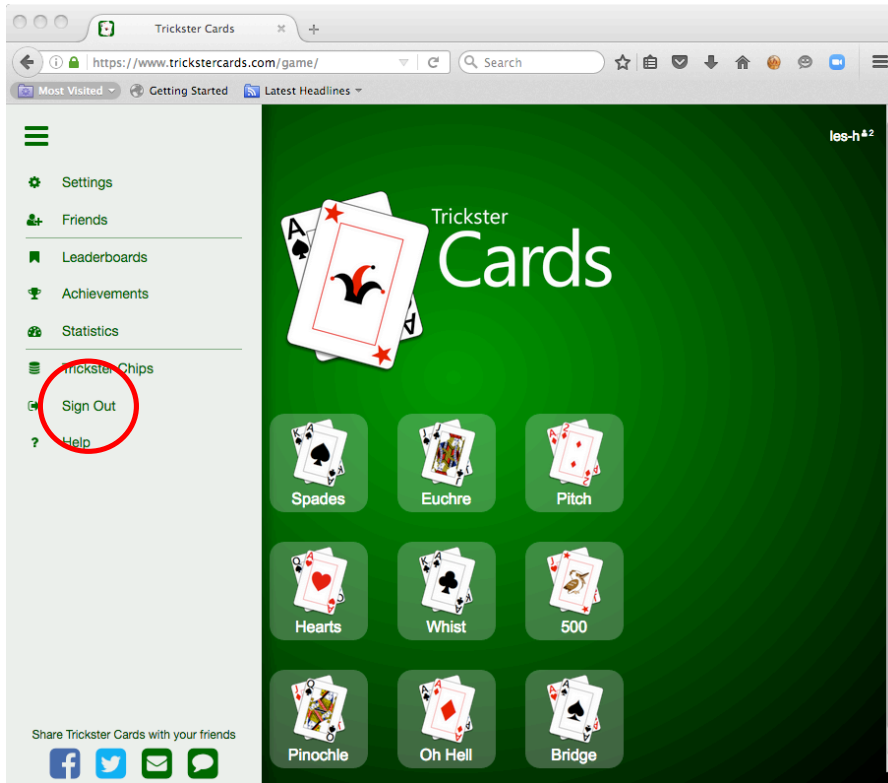 Trickster Cards
https://www.trickstercards.com/game/
Search
Most Visited
Getting Started
Latest Headlines
les-h 2
Settings
Friends
Leaderboards
Achievements
Statistics
Trickster Chips
Sign Out
? Help
Trickster
Cards
Spades
Euchre
Pitch
Hearts
Whist
500
Pinochle
Oh Hell
Bridge
Share Trickster Cards with your friends